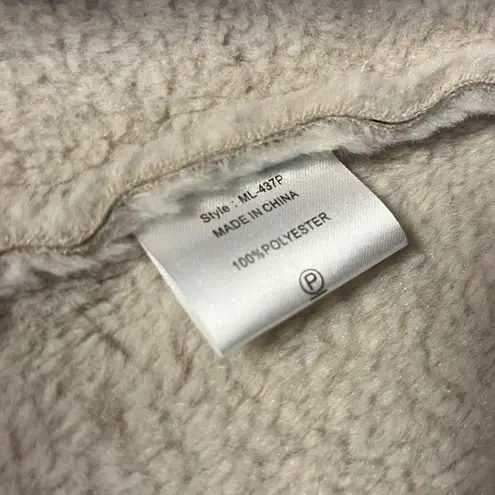 Style : ML-437P
MADE IN CHINA
100%POLYESTER
P